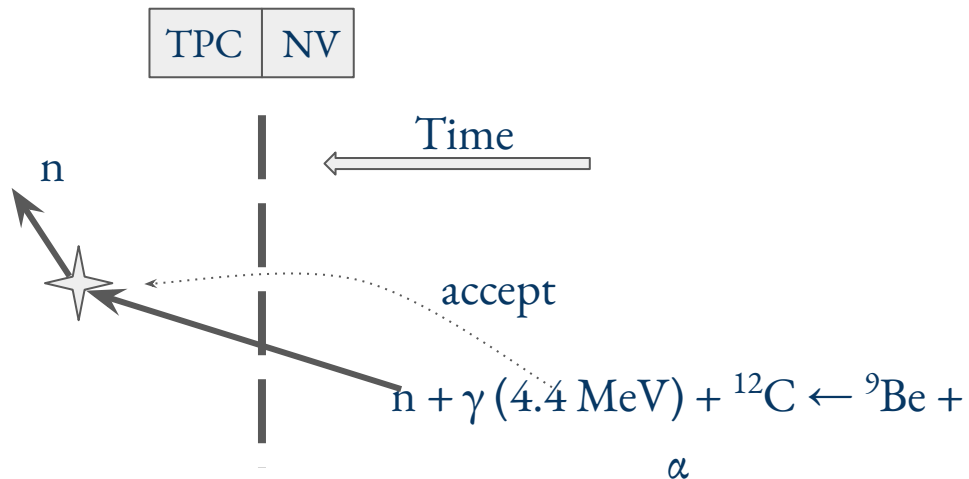 TPC NV
Time
n
accept
n + γ (4.4 MeV) + ¹²C ← ⁹Be +
α